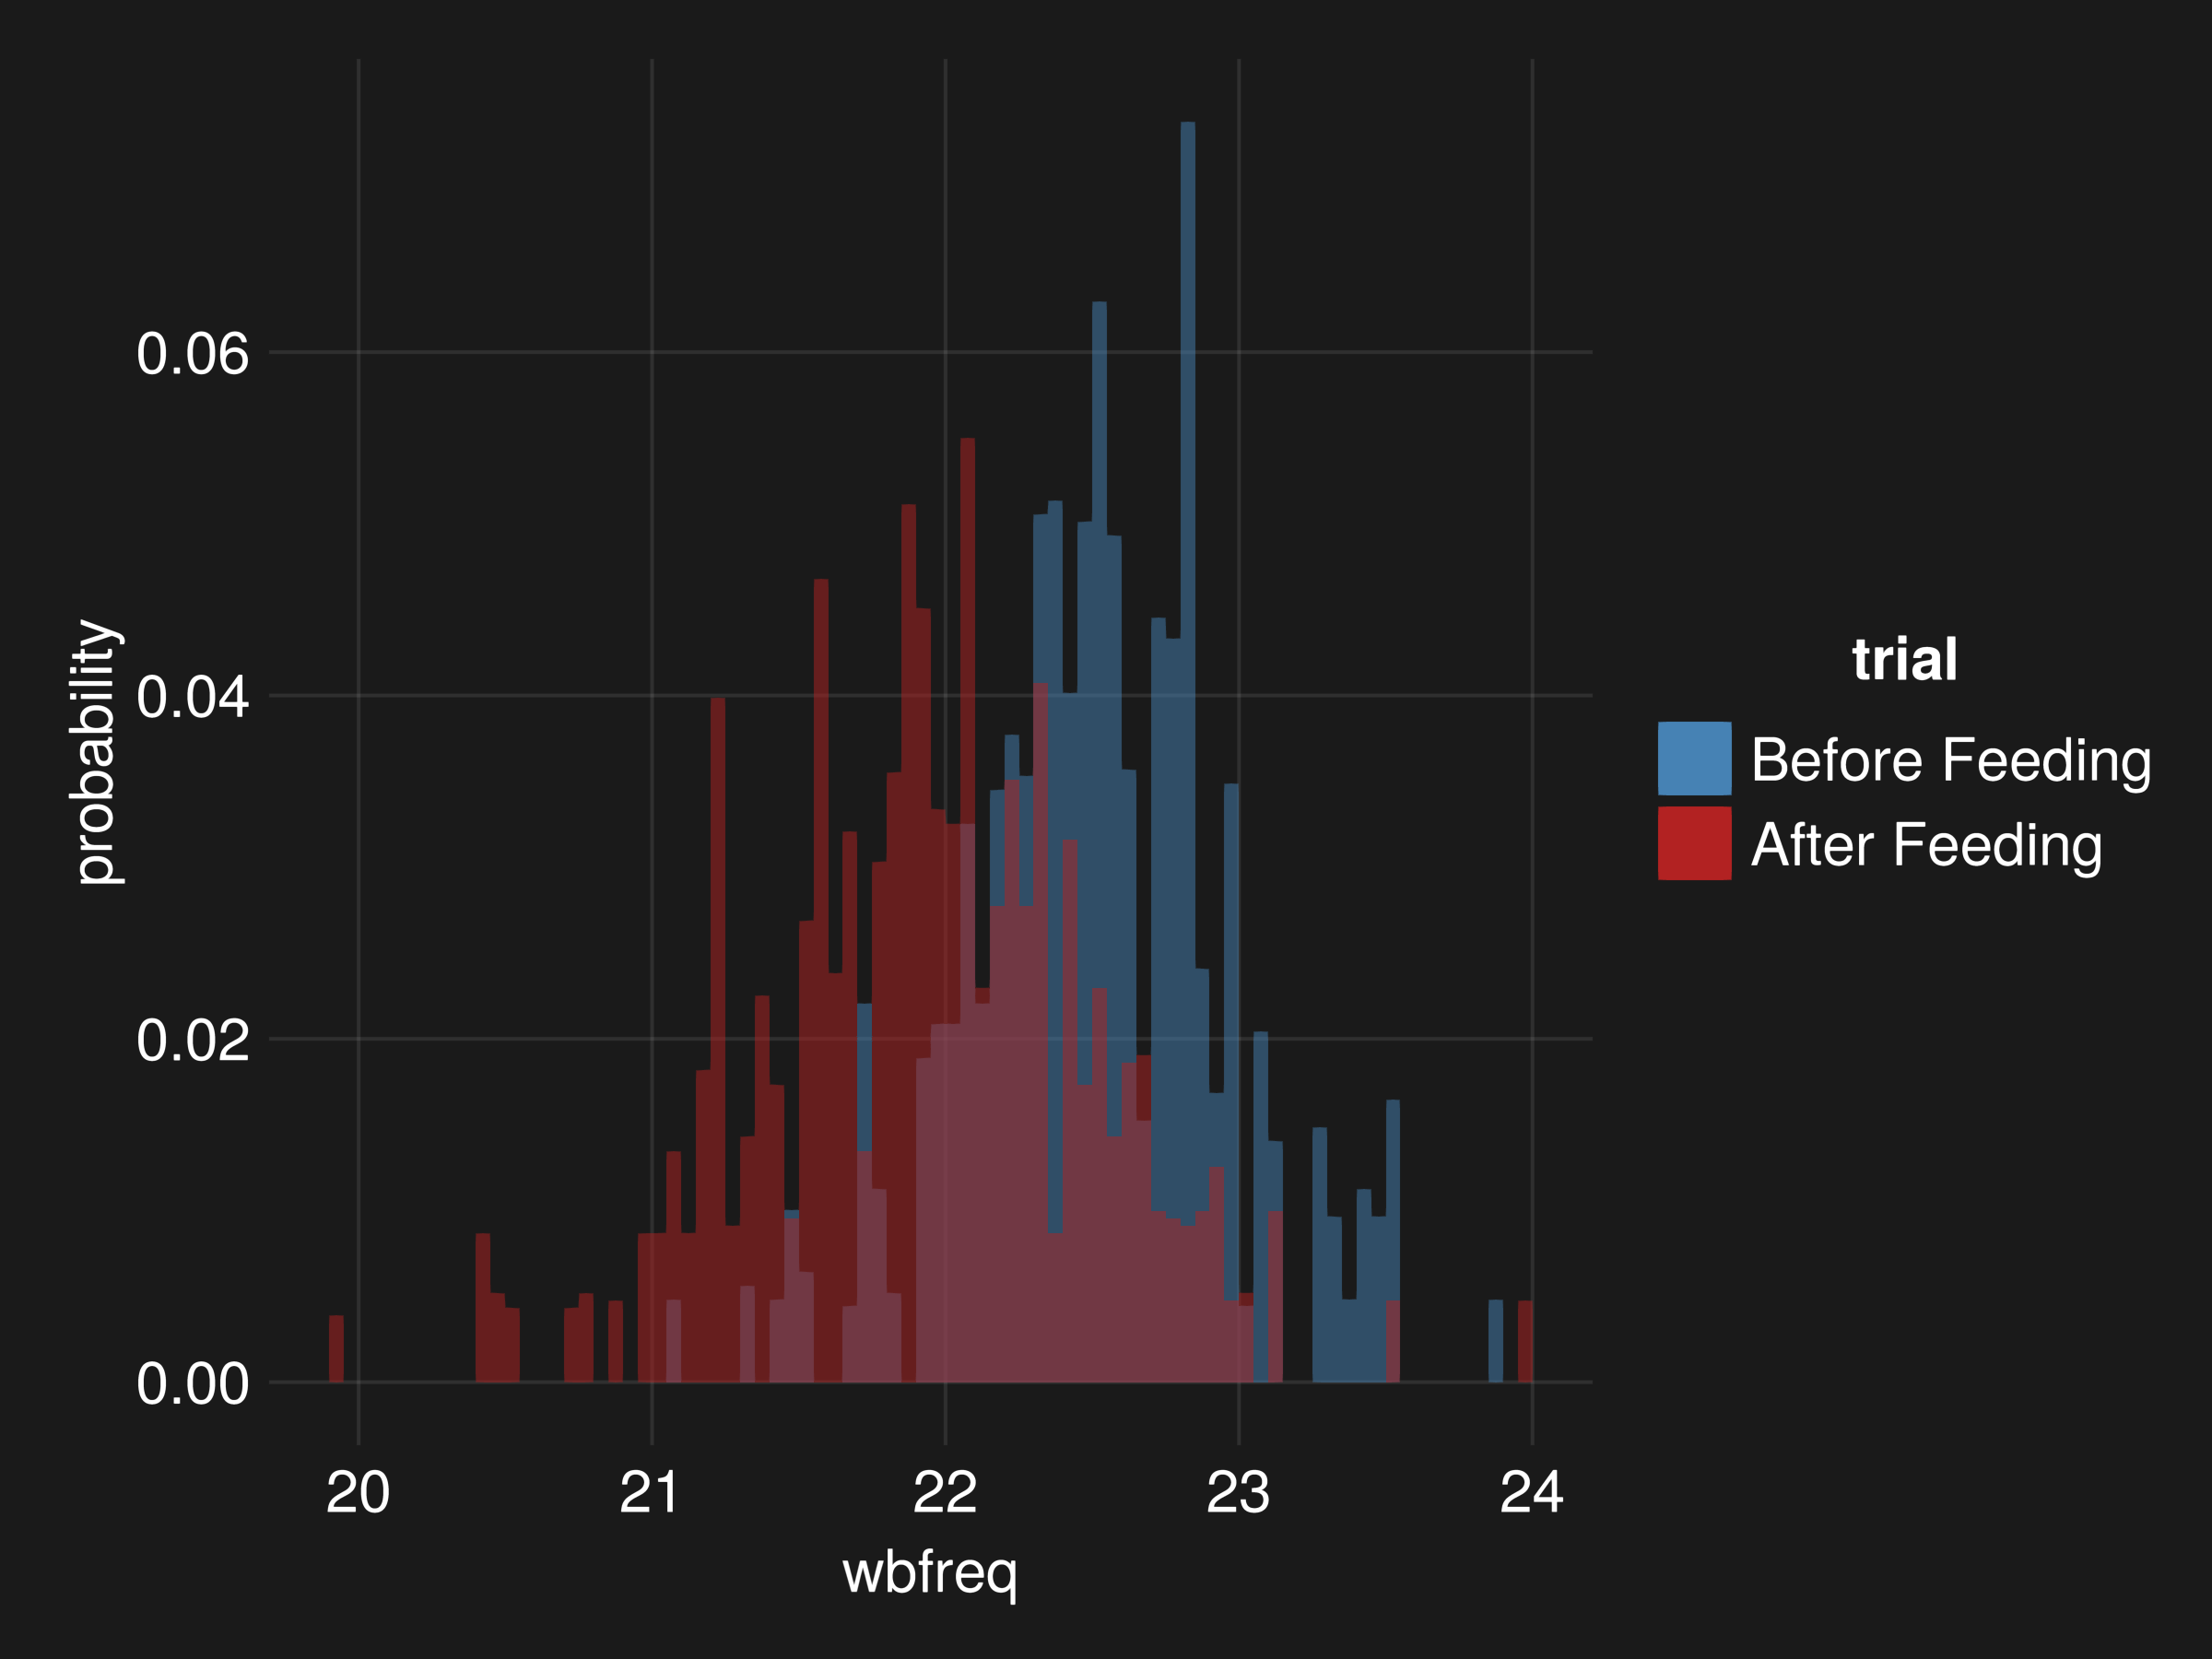 probability
0.06
0.04
0.02
0.00
20 21 22 23 24
wbfreq
trial
Before Feeding
After Feeding